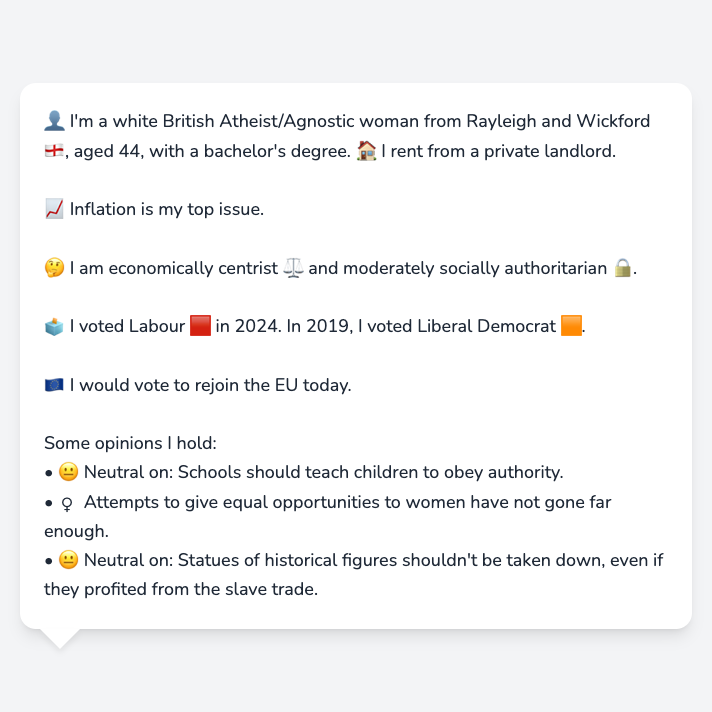 👤 I'm a white British Atheist/Agnostic woman from Rayleigh and Wickford
🏴󠁧󠁢󠁥󠁮󠁧󠁿, aged 44, with a bachelor's degree. 🏠 I rent from a private landlord.
📈 Inflation is my top issue.
🤔 I am economically centrist ⚖️ and moderately socially authoritarian 🔒.
🗳️ I voted Labour 🟥 in 2024. In 2019, I voted Liberal Democrat 🟧.
🇪🇺 I would vote to rejoin the EU today.
Some opinions I hold:
• 😐 Neutral on: Schools should teach children to obey authority.
• ♀ Attempts to give equal opportunities to women have not gone far
enough.
• 😐 Neutral on: Statues of historical figures shouldn't be taken down, even if
they profited from the slave trade.